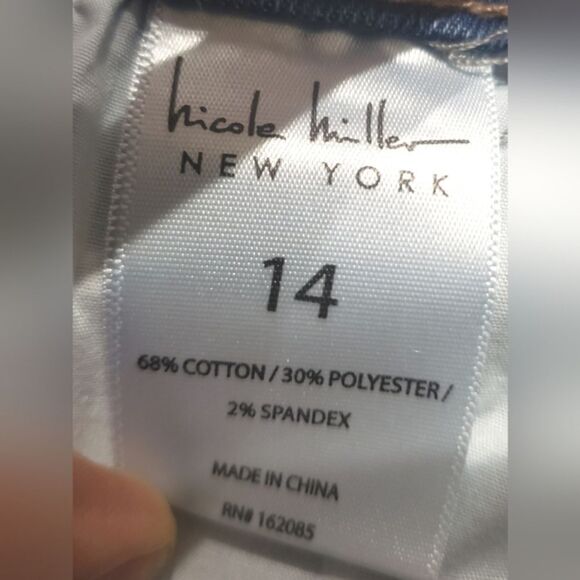 Nicole Miller
NEW YORK
14
68% COTTON / 30% POLYESTER /
2% SPANDEX
MADE IN CHINA
RN# 162085